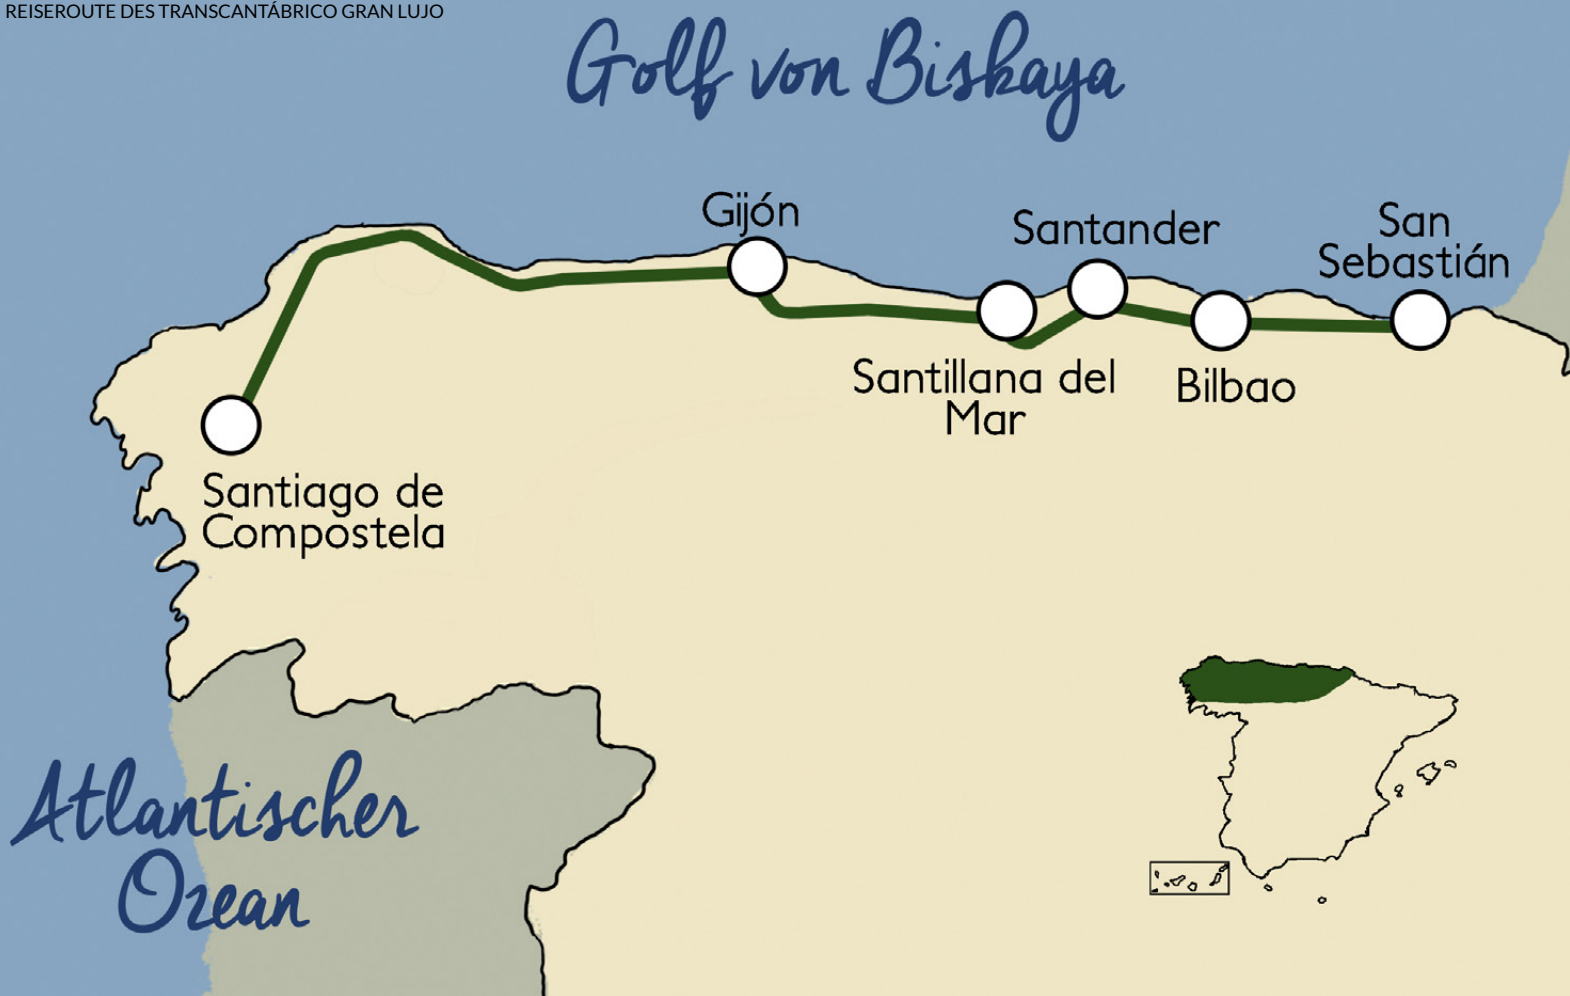 REISEROUTE DES TRANSCANTÁBRICO GRAN LUJO
Golf von Biskaya
Gijón
Santander
San
Sebastián
Santillana del
Mar
Bilbao
Santiago de
Compostela
Atlantischer
Ozean